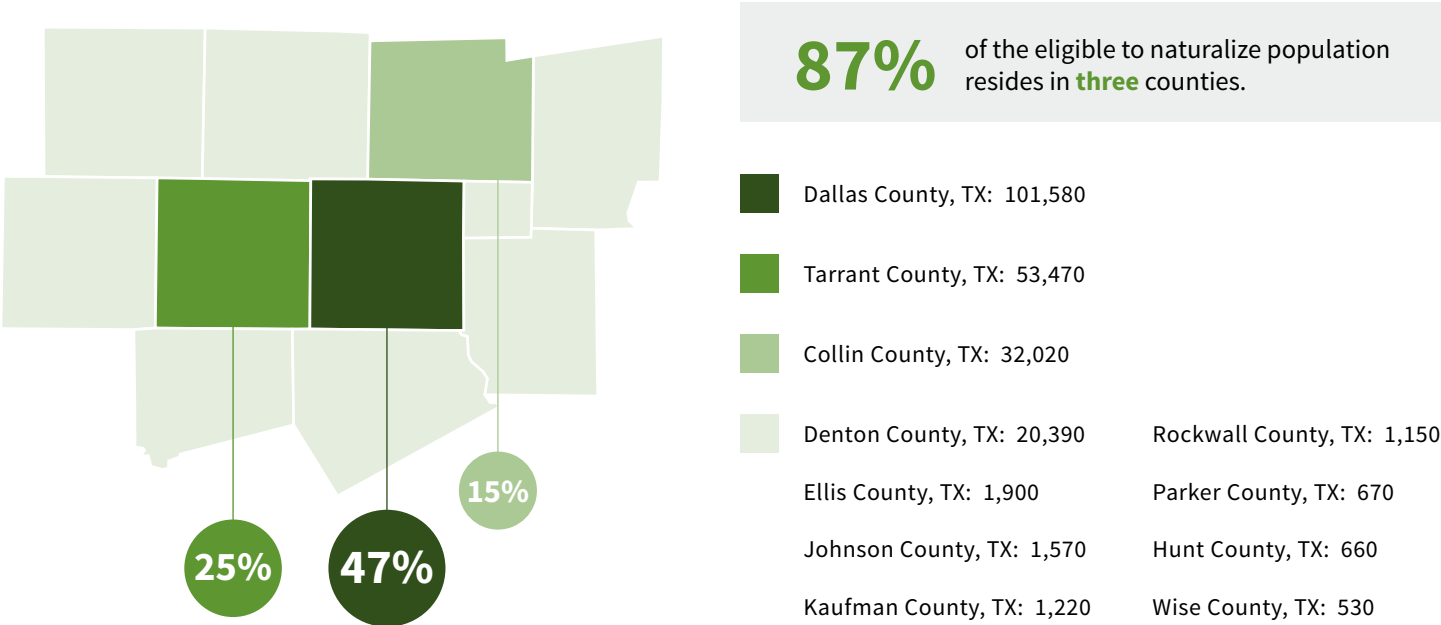 87%
of the eligible to naturalize population
resides in three counties.
Dallas County, TX: 101,580
Tarrant County, TX: 53,470
Collin County, TX: 32,020
Denton County, TX: 20,390
Ellis County, TX: 1,900
Johnson County, TX: 1,570
Kaufman County, TX: 1,220
Rockwall County, TX: 1,150
Parker County, TX: 670
Hunt County, TX: 660
Wise County, TX: 530
15%
25%
47%